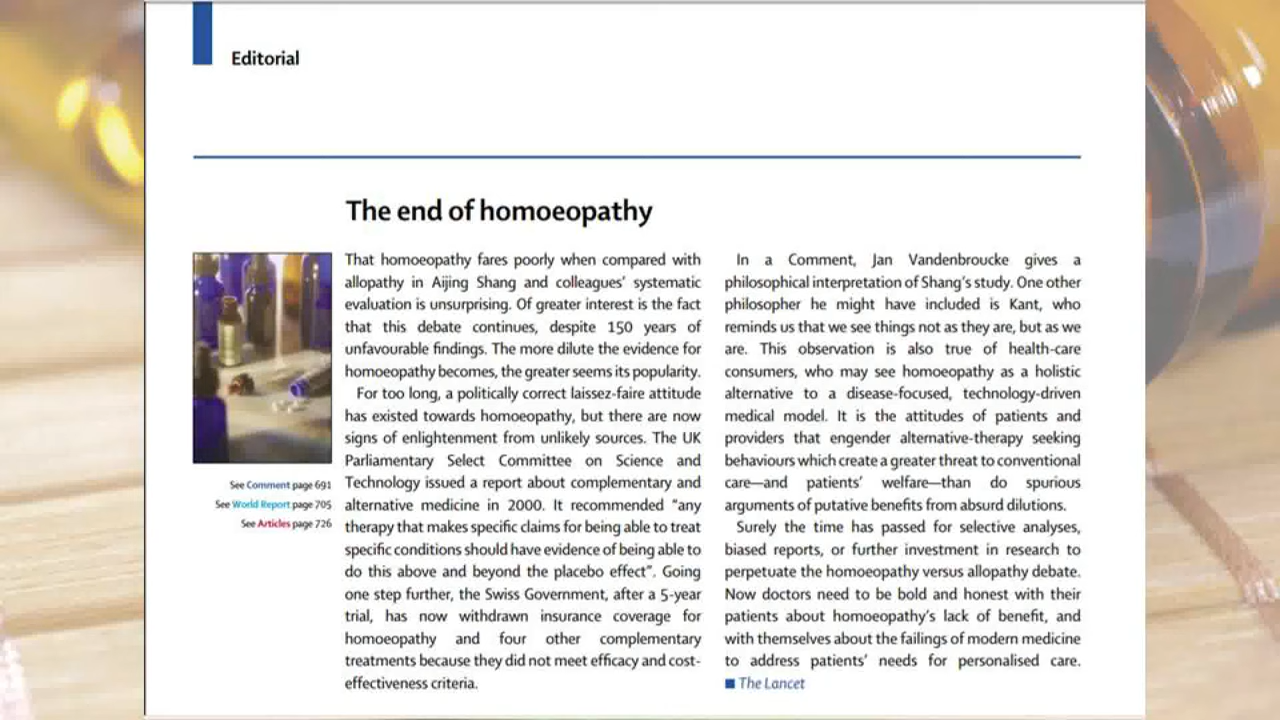 Editorial
The end of homoeopathy
See Comment page 691
See World Report page 705
See Articles page 726
That homoeopathy fares poorly when compared with
allopathy in Aijing Shang and colleagues' systematic
evaluation is unsurprising. Of greater interest is the fact
that this debate continues, despite 150 years of
unfavourable findings. The more dilute the evidence for
homoeopathy becomes, the greater seems its popularity.
For too long, a politically correct laissez-faire attitude
has existed towards homoeopathy, but there are now
signs of enlightenment from unlikely sources. The UK
Parliamentary Select Committee on Science and
Technology issued a report about complementary and
alternative medicine in 2000. It recommended “any
therapy that makes specific claims for being able to treat
specific conditions should have evidence of being able to
do this above and beyond the placebo effect”. Going
one step further, the Swiss Government, after a 5-year
trial, has now withdrawn insurance coverage for
homoeopathy and four other complementary
treatments because they did not meet efficacy and cost-
effectiveness criteria.
In a Comment, Jan Vandenbroucke gives a
philosophical interpretation of Shang's study. One other
philosopher he might have included is Kant, who
reminds us that we see things not as they are, but as we
are. This observation is also true of health-care
consumers, who may see homoeopathy as a holistic
alternative to a disease-focused, technology-driven
medical model. It is the attitudes of patients and
providers that engender alternative-therapy seeking
behaviours which create a greater threat to conventional
care—and patients' welfare—than do spurious
arguments of putative benefits from absurd dilutions.
Surely the time has passed for selective analyses,
biased reports, or further investment in research to
perpetuate the homoeopathy versus allopathy debate.
Now doctors need to be bold and honest with their
patients about homoeopathy's lack of benefit, and
with themselves about the failings of modern medicine
to address patients' needs for personalised care.
■ The Lancet